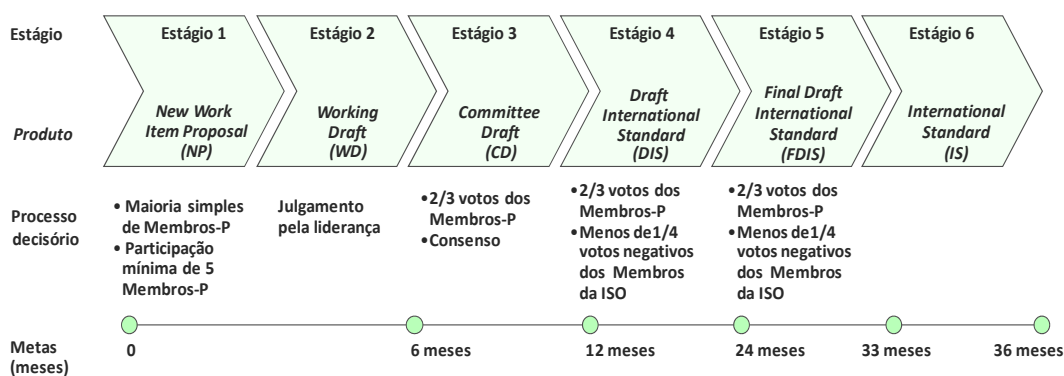 Estágio
Estágio 1
Estágio 2
Estágio 3
Estágio 4
Estágio 5
Estágio 6
Produto
New Work
Item Proposal
(NP)
Working
Draft
(WD)
Committee
Draft
(CD)
Draft
International
Standard
(DIS)
Final Draft
International
Standard
(FDIS)
International
Standard
(IS)
Processo
decisório
• Maioria simples
de Membros-P
• Participação
mínima de 5
Membros-P
Julgamento
pela liderança
•2/3 votos dos
Membros-P
•Consenso
•2/3 votos dos
Membros-P
•Menos de1/4
votos negativos
dos Membros
da ISO
•2/3 votos dos
Membros-P
•Menos de1/4
votos negativos
dos Membros
da ISO
Metas
(meses)
0
6 meses
12 meses
24 meses
33 meses
36 meses